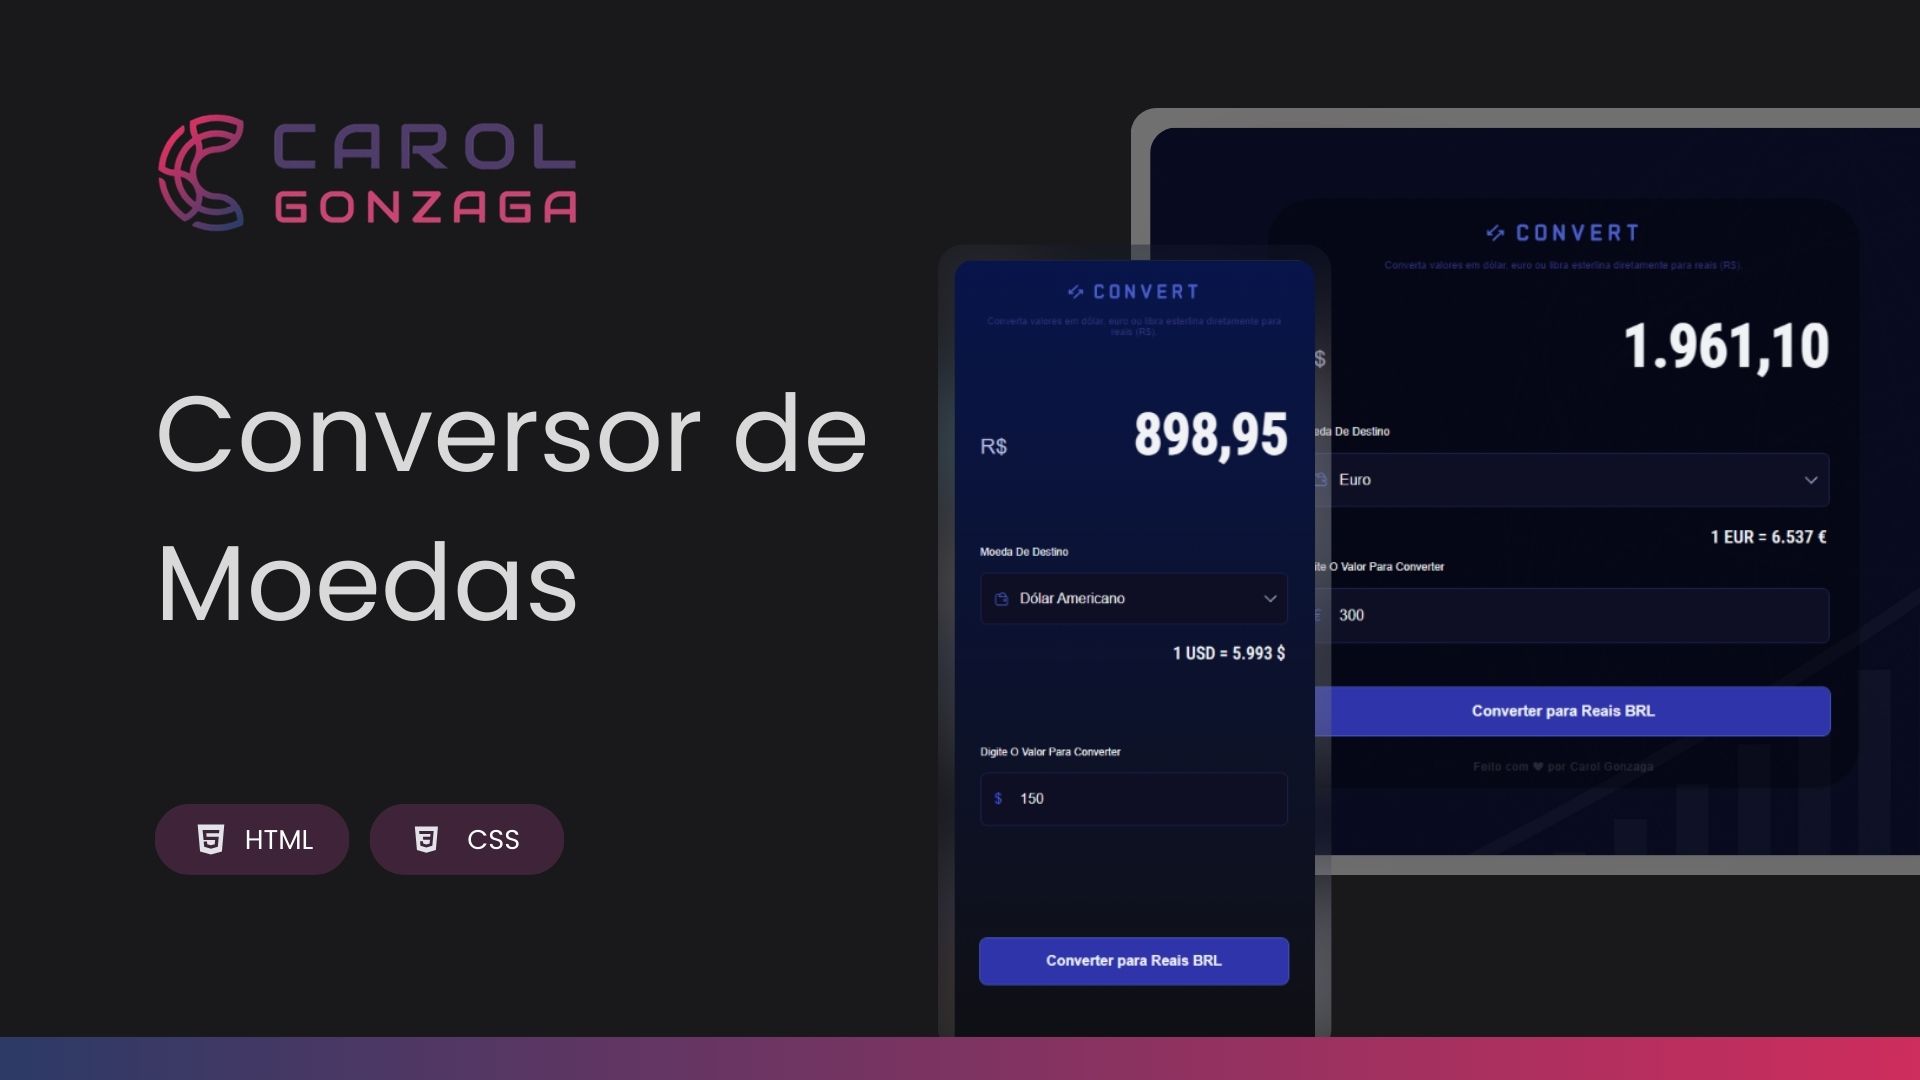 CAROL
GONZAGA
Conversor de
Moedas
HTML
CSS
CONVERT
Converta valores em dólar, euro ou libra esterlina diretamente para
reais (R$).
R$
898,95
Moeda De Destino
Dólar Americano
1 USD = 5.993 $
Digite O Valor Para Converter
$ 150
Converter para Reais BRL
CONVERT
Converta valores em dólar, euro ou libra esterlina diretamente para reais (R$).
$
1.961,10
eda De Destino
Euro
1 EUR = 6.537 €
ite O Valor Para Converter
€ 300
Converter para Reais BRL
Feito com ♥ por Carol Gonzaga